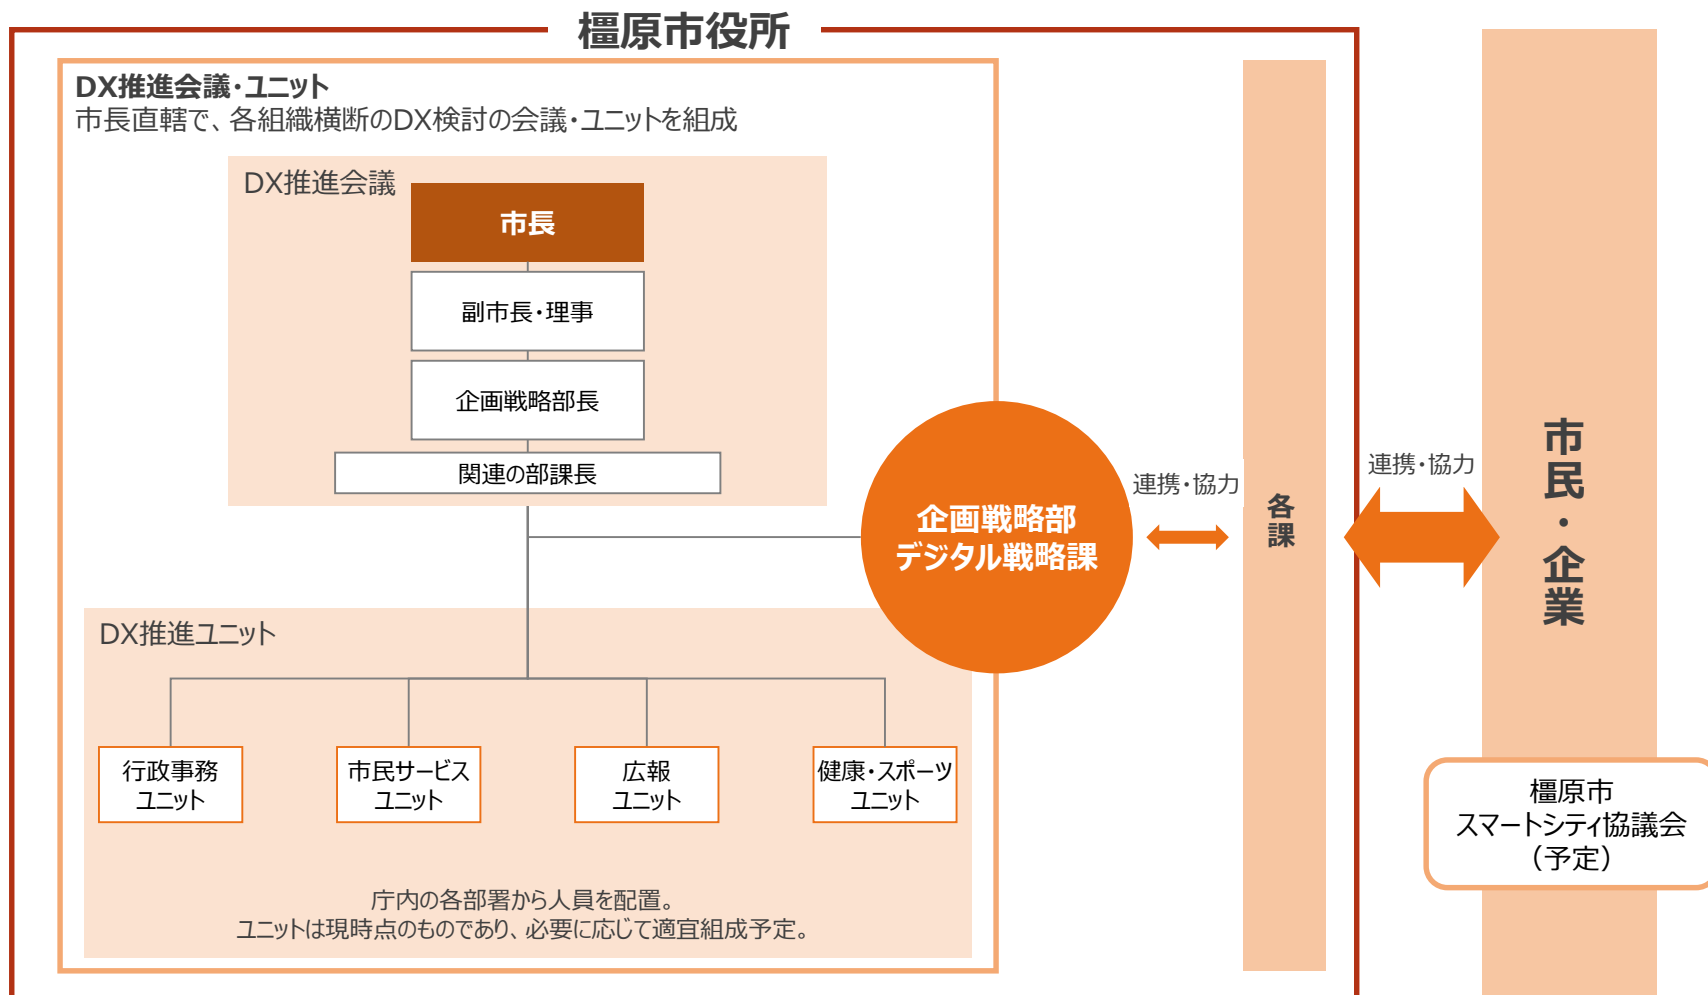 橿原市役所
DX推進会議・ユニット
市長直轄で、各組織横断のDX検討の会議・ユニットを組成
DX推進会議
市長
副市長・理事
企画戦略部長
関連の部課長
企画戦略部
デジタル戦略課
連携・協力
各課
連携・協力
市民・企業
DX推進ユニット
行政事務
ユニット
市民サービス
ユニット
広報
ユニット
健康・スポーツ
ユニット
庁内の各部署から人員を配置。
ユニットは現時点のものであり、必要に応じて適宜組成予定。
橿原市
スマートシティ協議会
（予定）